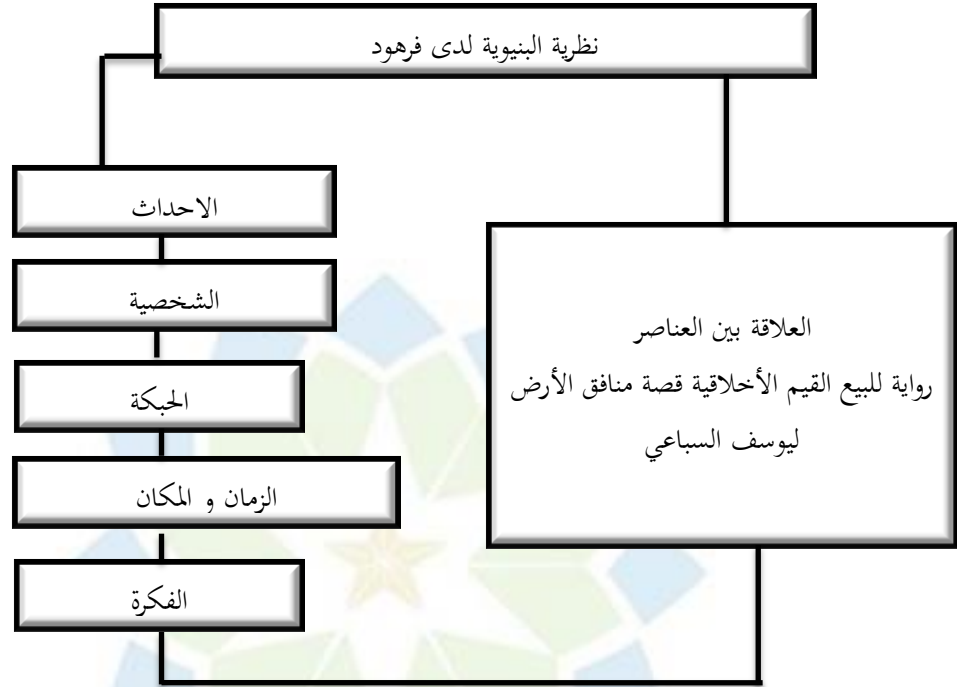 نظرية البنيوية لدى فرهود
الاحداث
الشخصية
الحبكة
الزمان و المكان
الفكرة
العلاقة بين العناصر
رواية للبيع القيم الأخلاقية قصة منافق الأرض
ليوسف السباعي